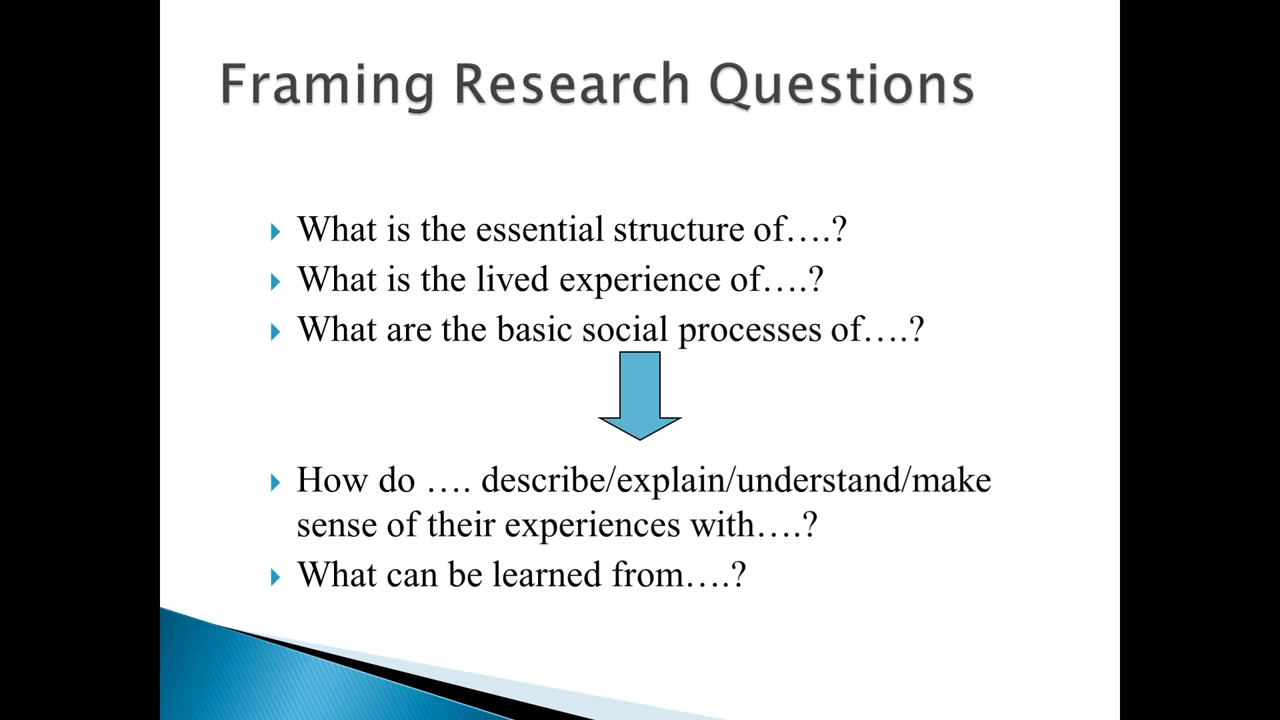 Framing Research Questions
What is the essential structure of….?
What is the lived experience of….?
What are the basic social processes of….?
How do …. describe/explain/understand/make
sense of their experiences with….?
What can be learned from….?